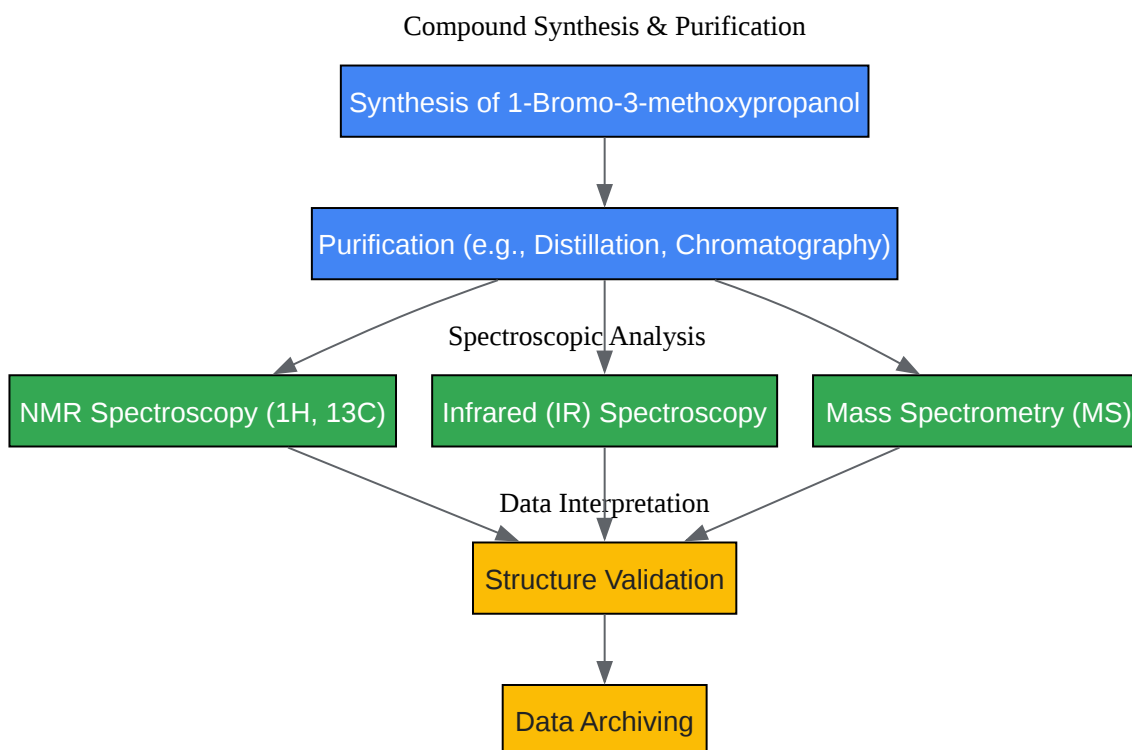 Compound Synthesis & Purification
Synthesis of 1-Bromo-3-methoxypropanol
Purification (e.g., Distillation, Chromatography)
Spectroscopic Analysis
NMR Spectroscopy (1H, 13C)
Infrared (IR) Spectroscopy
Mass Spectrometry (MS)
Data Interpretation
Structure Validation
Data Archiving